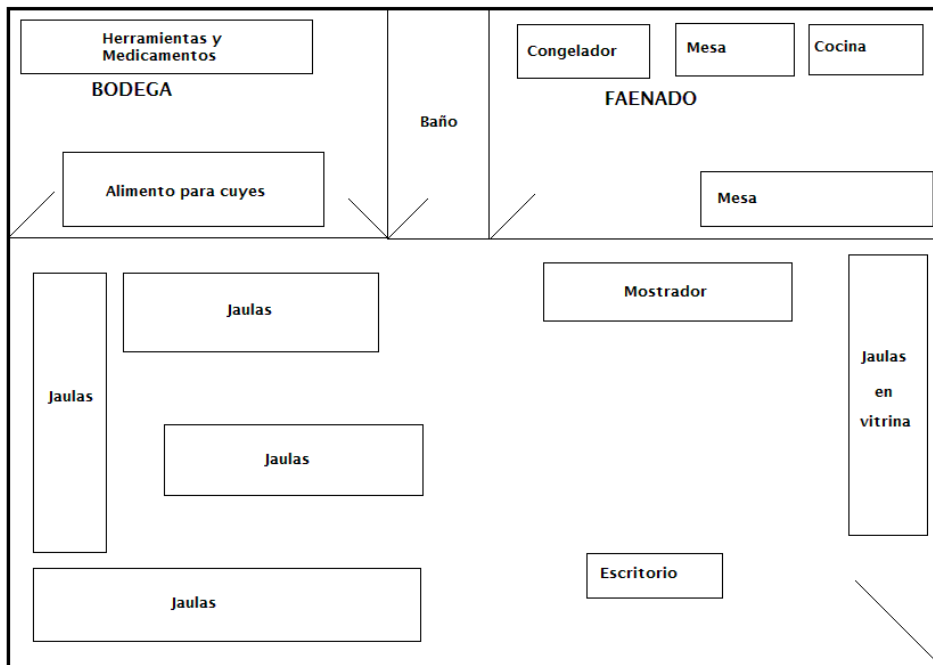 Herramientas y
Medicamentos
BODEGA
Alimento para cuyes
Baño
Congelador
Mesa
Cocina
FAENADO
Mesa
Jaulas
Jaulas
Jaulas
Jaulas
Mostrador
Jaulas
en
vitrina
Escritorio